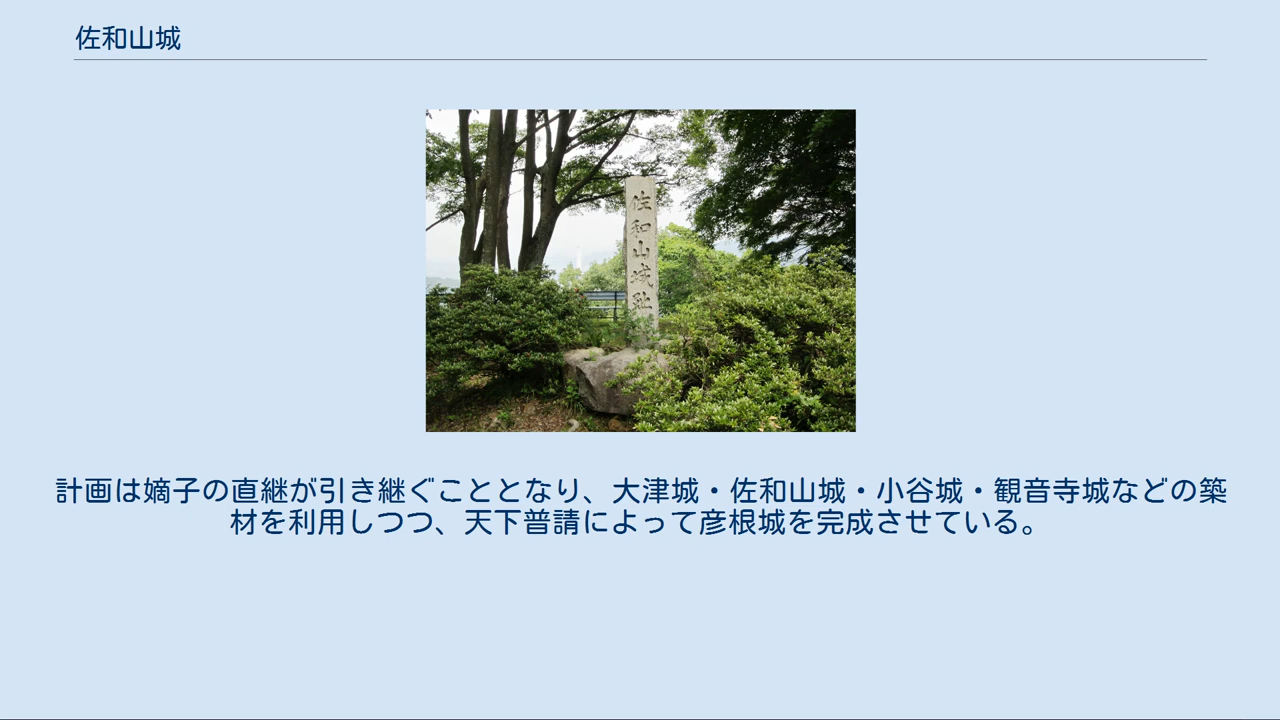 佐和山城
佐和山城趾
計画は嫡子の直継が引き継ぐこととなり、大津城・佐和山城・小谷城・観音寺城などの築
材を利用しつつ、天下普請によって彦根城を完成させている。